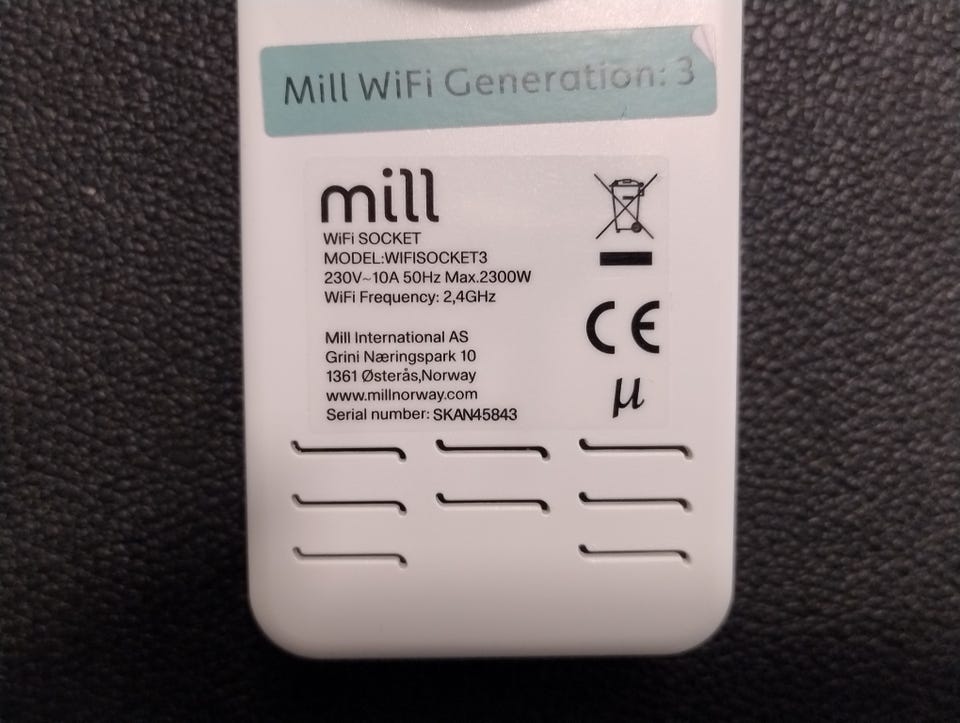 Mill WiFi Generation: 3
mill
WiFi SOCKET
MODEL:WIFISOCKET3
230V~10A 50Hz Max.2300W
WiFi Frequency: 2,4GHz
Mill International AS
Grini Næringspark 10
1361 Østerås,Norway
www.millnorway.com
Serial number: SKAN45843
CE
µ